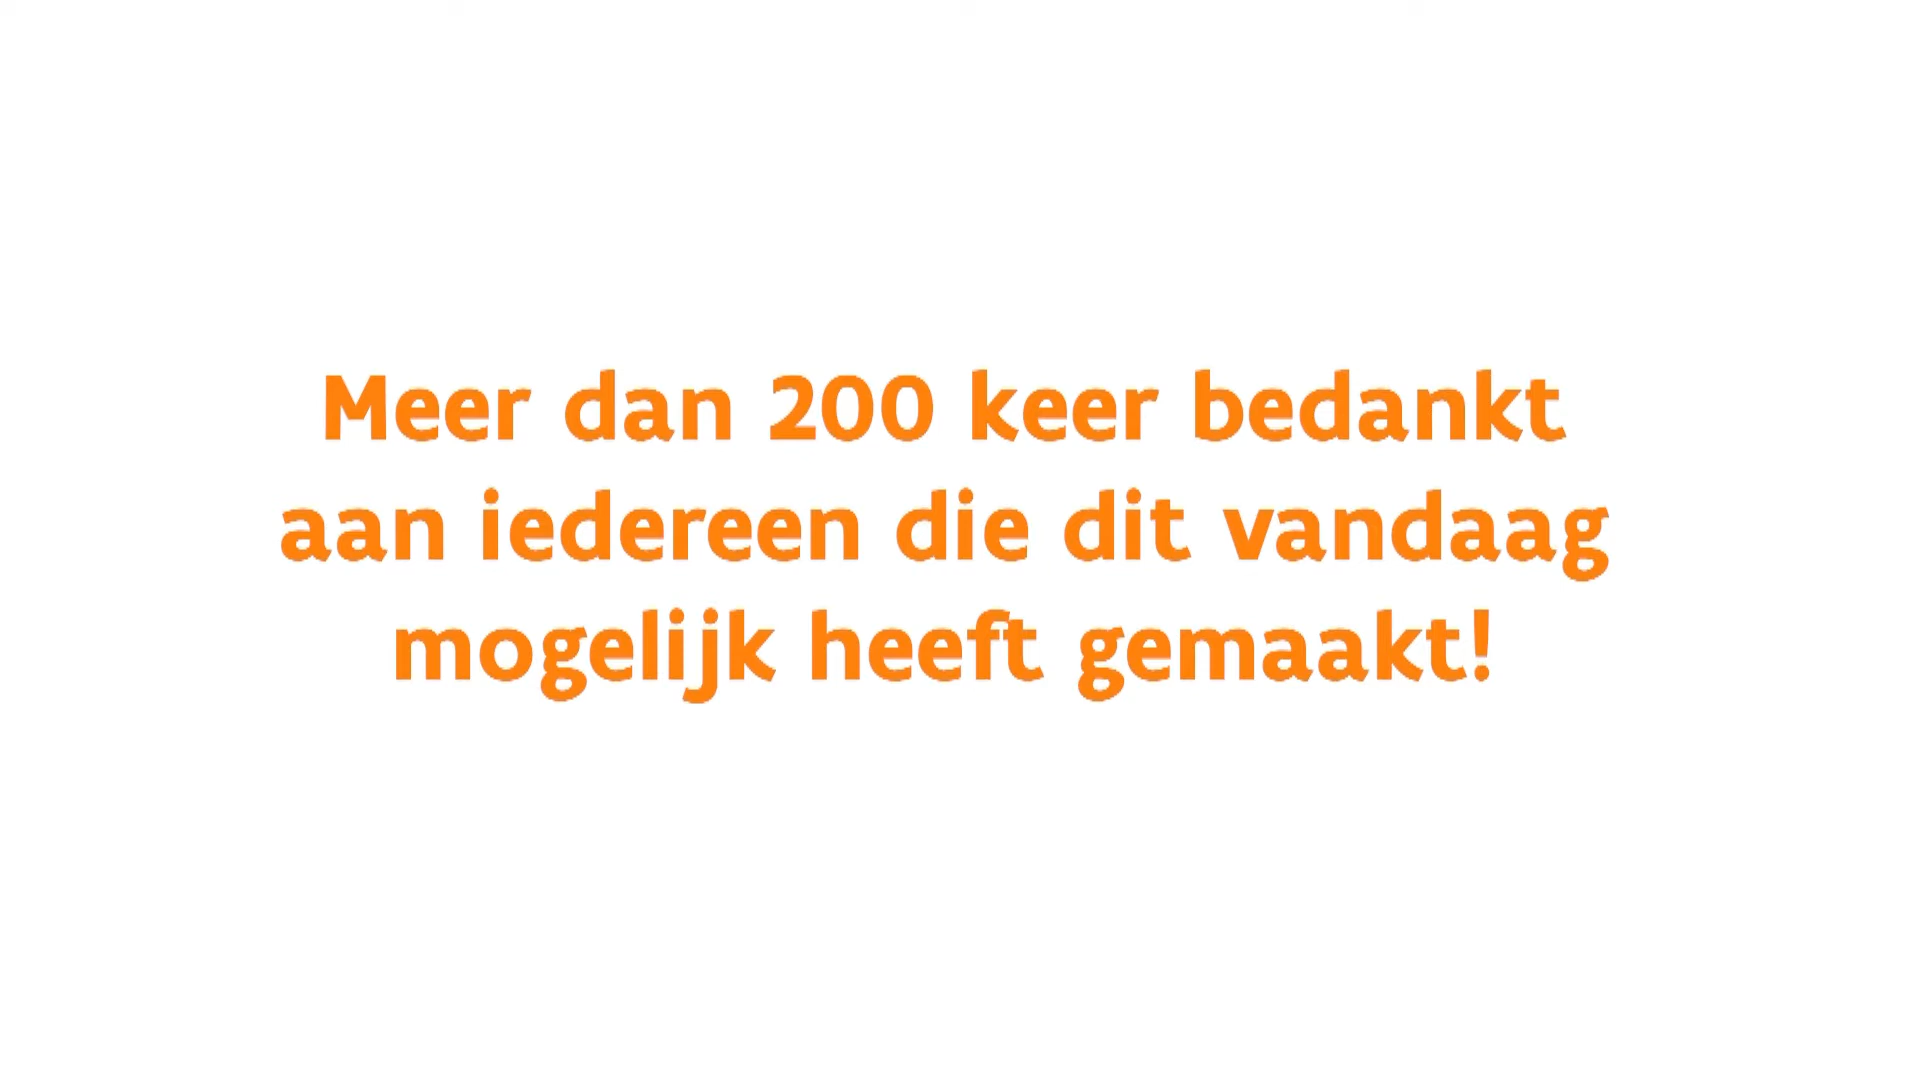 Meer dan 200 keer bedankt
aan iedereen die dit vandaag
mogelijk heeft gemaakt!